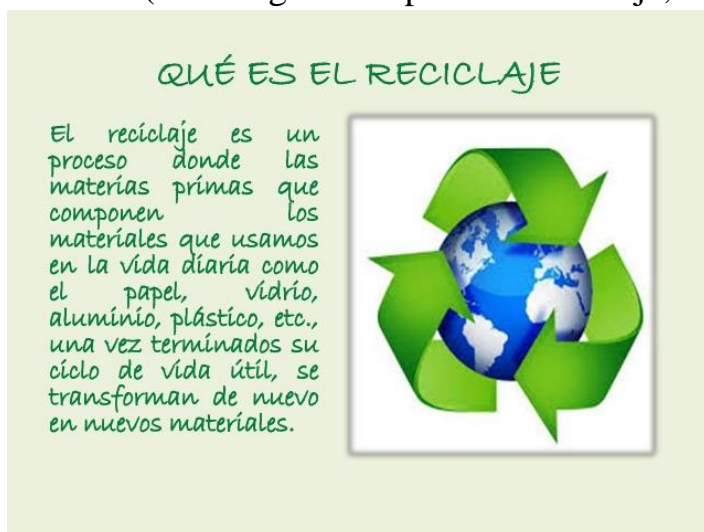 QUÉ ES EL RECICLAJE
El reciclaje es un
proceso donde las
materias primas que
componen los
materiales que usamos
en la vida diaria como
el papel, vidrio,
aluminio, plástico, etc.,
una vez terminados su
ciclo de vida útil, se
transforman de nuevo
en nuevos materiales.